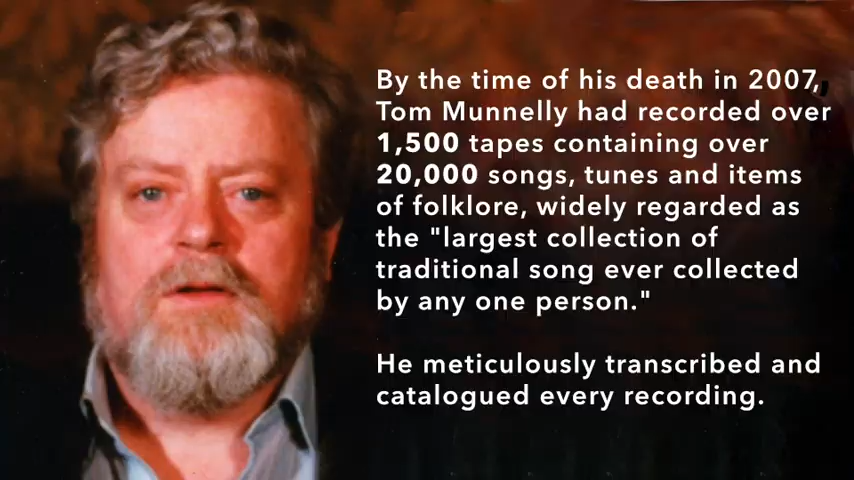 By the time of his death in 2007,
Tom Munnelly had recorded over
1,500 tapes containing over
20,000 songs, tunes and items
of folklore, widely regarded as
the "largest collection of
traditional song ever collected
by any one person."
He meticulously transcribed and
catalogued every recording.